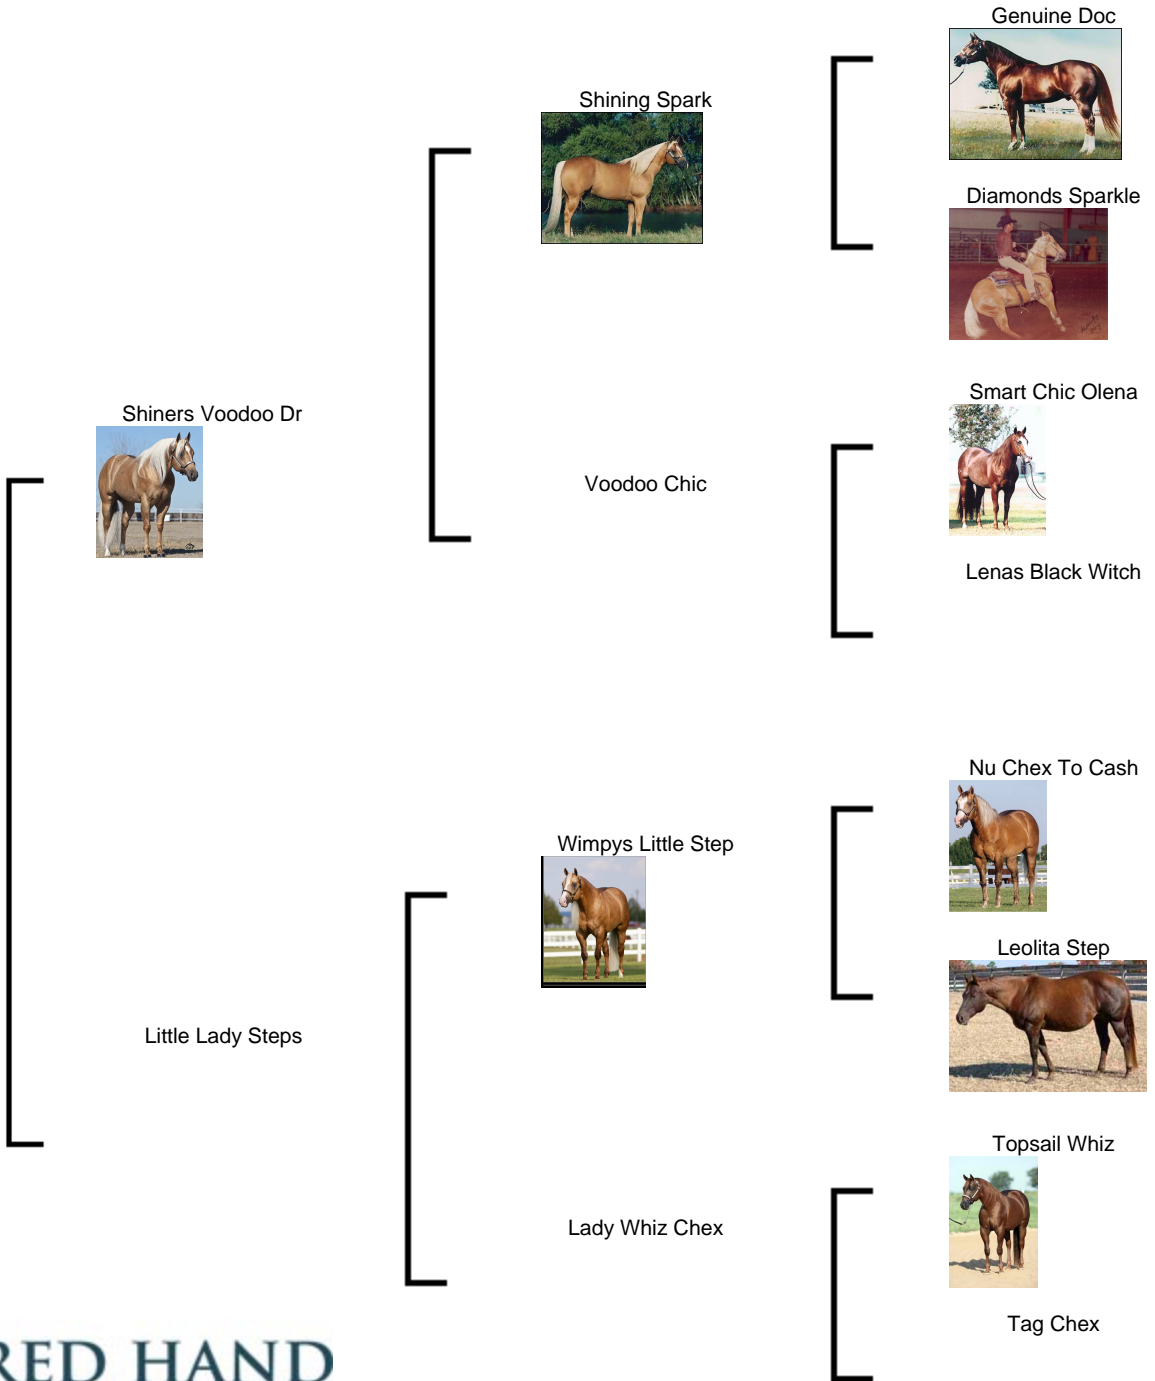 Genuine Doc
Shining Spark
Diamonds Sparkle
Smart Chic Olena
Shiners Voodoo Dr
Voodoo Chic
Lenas Black Witch
Nu Chex To Cash
Wimpys Little Step
Leolita Step
Little Lady Steps
Topsail Whiz
Lady Whiz Chex
Tag Chex
RED HAND